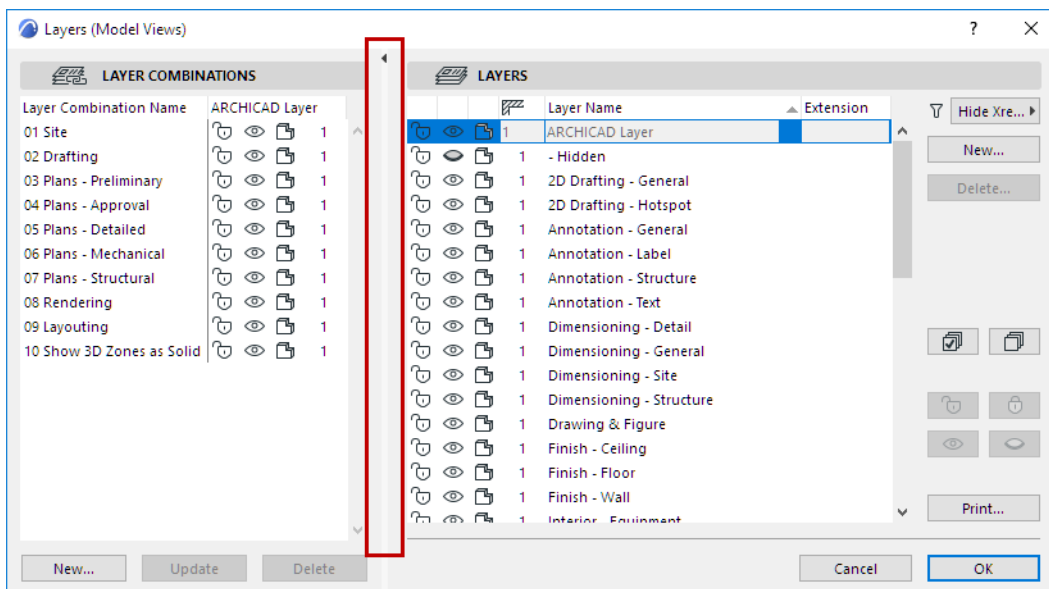 Layers (Model Views)
?
LAYER COMBINATIONS
Layer Combination Name ARCHICAD Layer
01 Site 1
02 Drafting 1
03 Plans - Preliminary 1
04 Plans - Approval 1
05 Plans - Detailed 1
06 Plans - Mechanical 1
07 Plans - Structural 1
08 Rendering 1
09 Layouting 1
10 Show 3D Zones as Solid 1
New... Update Delete
LAYERS
Layer Name Extension
1 ARCHICAD Layer
1 - Hidden
1 2D Drafting - General
1 2D Drafting - Hotspot
1 Annotation - General
1 Annotation - Label
1 Annotation - Structure
1 Annotation - Text
1 Dimensioning - Detail
1 Dimensioning - General
1 Dimensioning - Site
1 Dimensioning - Structure
1 Drawing & Figure
1 Finish - Ceiling
1 Finish - Floor
1 Finish - Wall
1 Interior - Equipment
Hide Xre...
New...
Delete...
Print...
Cancel OK